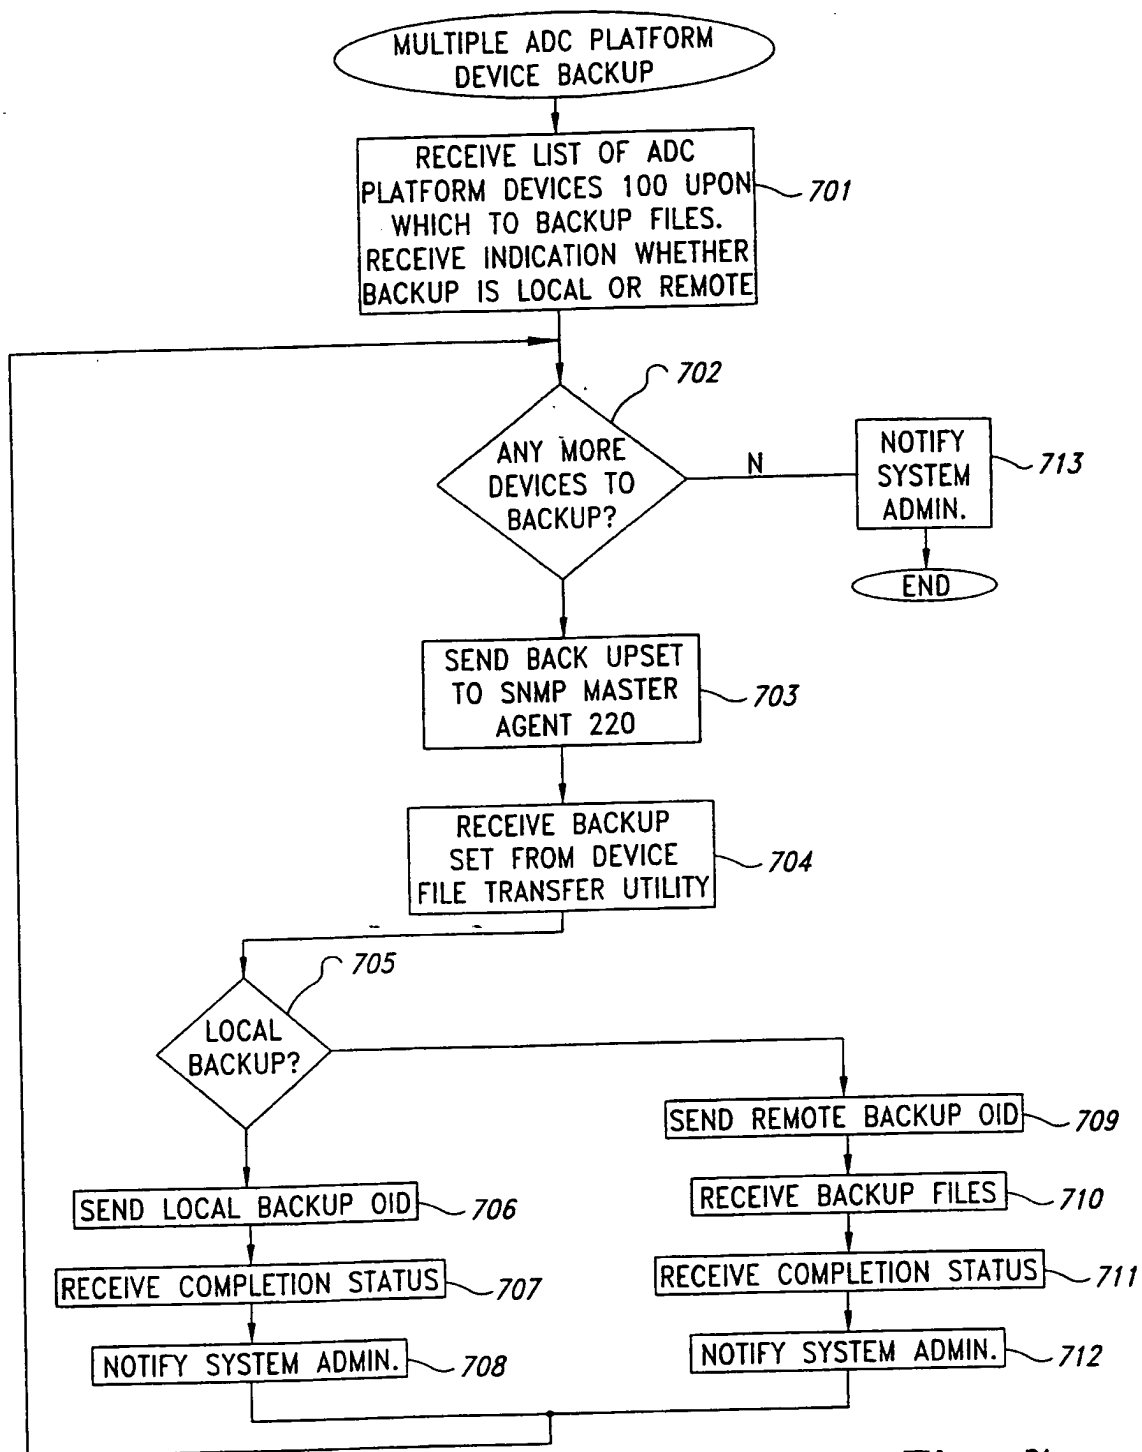 MULTIPLE ADC PLATFORM
DEVICE BACKUP
RECEIVE LIST OF ADC
PLATFORM DEVICES 100 UPON
WHICH TO BACKUP FILES.
RECEIVE INDICATION WHETHER
BACKUP IS LOCAL OR REMOTE
701
702
ANY MORE
DEVICES TO
BACKUP?
N
NOTIFY
SYSTEM
ADMIN.
713
END
SEND BACK UPSET
TO SNMP MASTER
AGENT 220
703
RECEIVE BACKUP
SET FROM DEVICE
FILE TRANSFER UTILITY
704
705
LOCAL
BACKUP?
SEND REMOTE BACKUP OID
709
RECEIVE BACKUP FILES
710
SEND LOCAL BACKUP OID
706
RECEIVE COMPLETION STATUS
711
RECEIVE COMPLETION STATUS
707
NOTIFY SYSTEM ADMIN.
712
NOTIFY SYSTEM ADMIN.
708